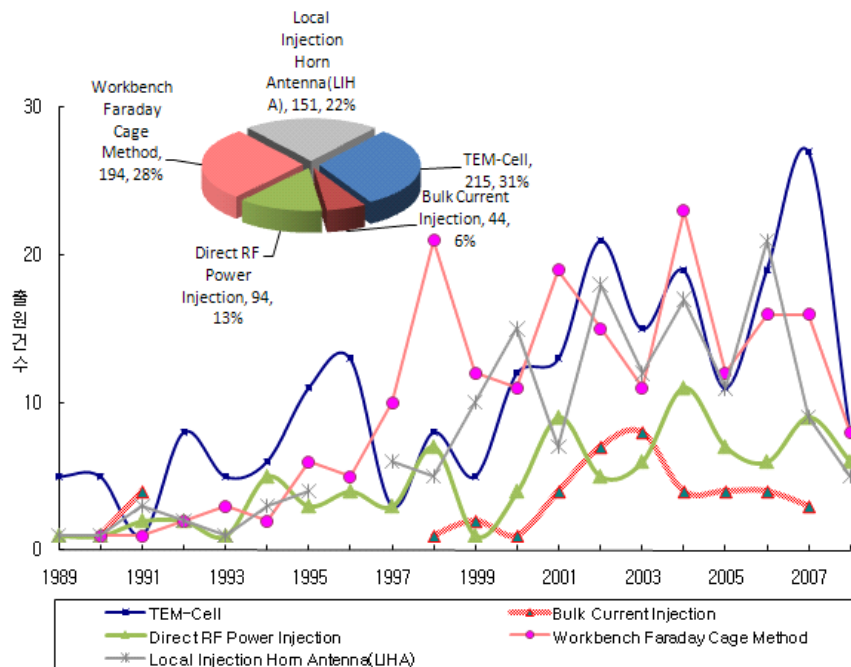 Local
Injection
Horn
Antenna(LIH
A), 151, 22%
Workbench
Faraday
Cage
Method,
194, 28%
TEM-Cell,
215, 31%
Bulk Current
Injection, 44,
6%
Direct RF
Power
Injection, 94,
13%
30
20
10
0
출원건수
1989 1991 1993 1995 1997 1999 2001 2003 2005 2007
TEM-Cell
Bulk Current Injection
Direct RF Power Injection
Workbench Faraday Cage Method
Local Injection Horn Antenna(LIHA)